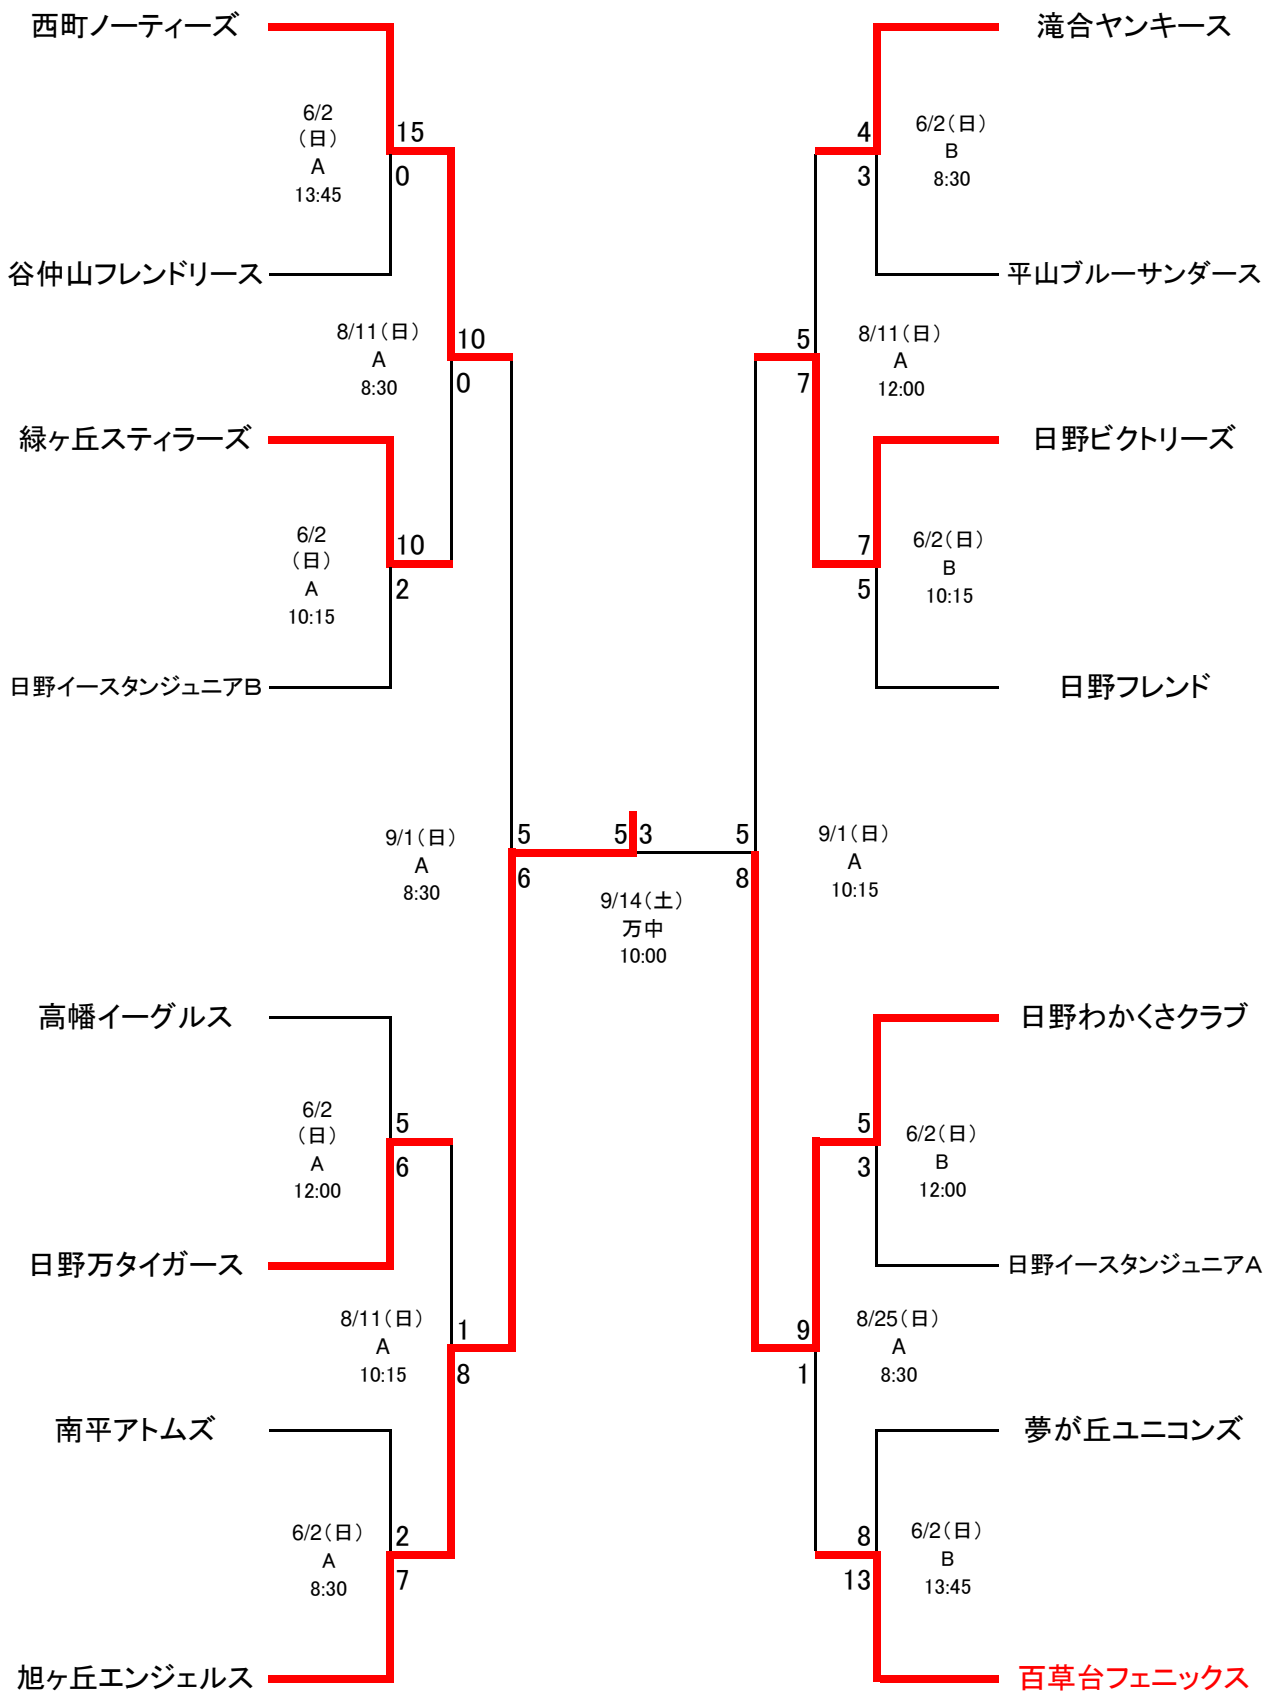 西町ノーティーズ
滝合ヤンキース
6/2
（日）
A
13:45
15
0
4
3
6/2（日）
B
8:30
谷仲山フレンドリース
平山ブルーサンダース
8/11（日）
A
8:30
10
0
5
7
8/11（日）
A
12:00
緑ヶ丘スティラーズ
日野ビクトリーズ
6/2
（日）
A
10:15
10
2
7
5
6/2（日）
B
10:15
日野イースタンジュニアB
日野フレンド
9/1（日）
A
8:30
5
6
5 3
9/14（土）
万中
10:00
5
8
9/1（日）
A
10:15
高幡イーグルス
日野わかくさクラブ
6/2
（日）
A
12:00
5
6
5
3
6/2（日）
B
12:00
日野万タイガース
日野イースタンジュニアA
8/11（日）
A
10:15
1
8
9
1
8/25（日）
A
8:30
南平アトムズ
夢が丘ユニコンズ
6/2（日）
A
8:30
2
7
8
13
6/2（日）
B
13:45
旭ヶ丘エンジェルス
百草台フェニックス